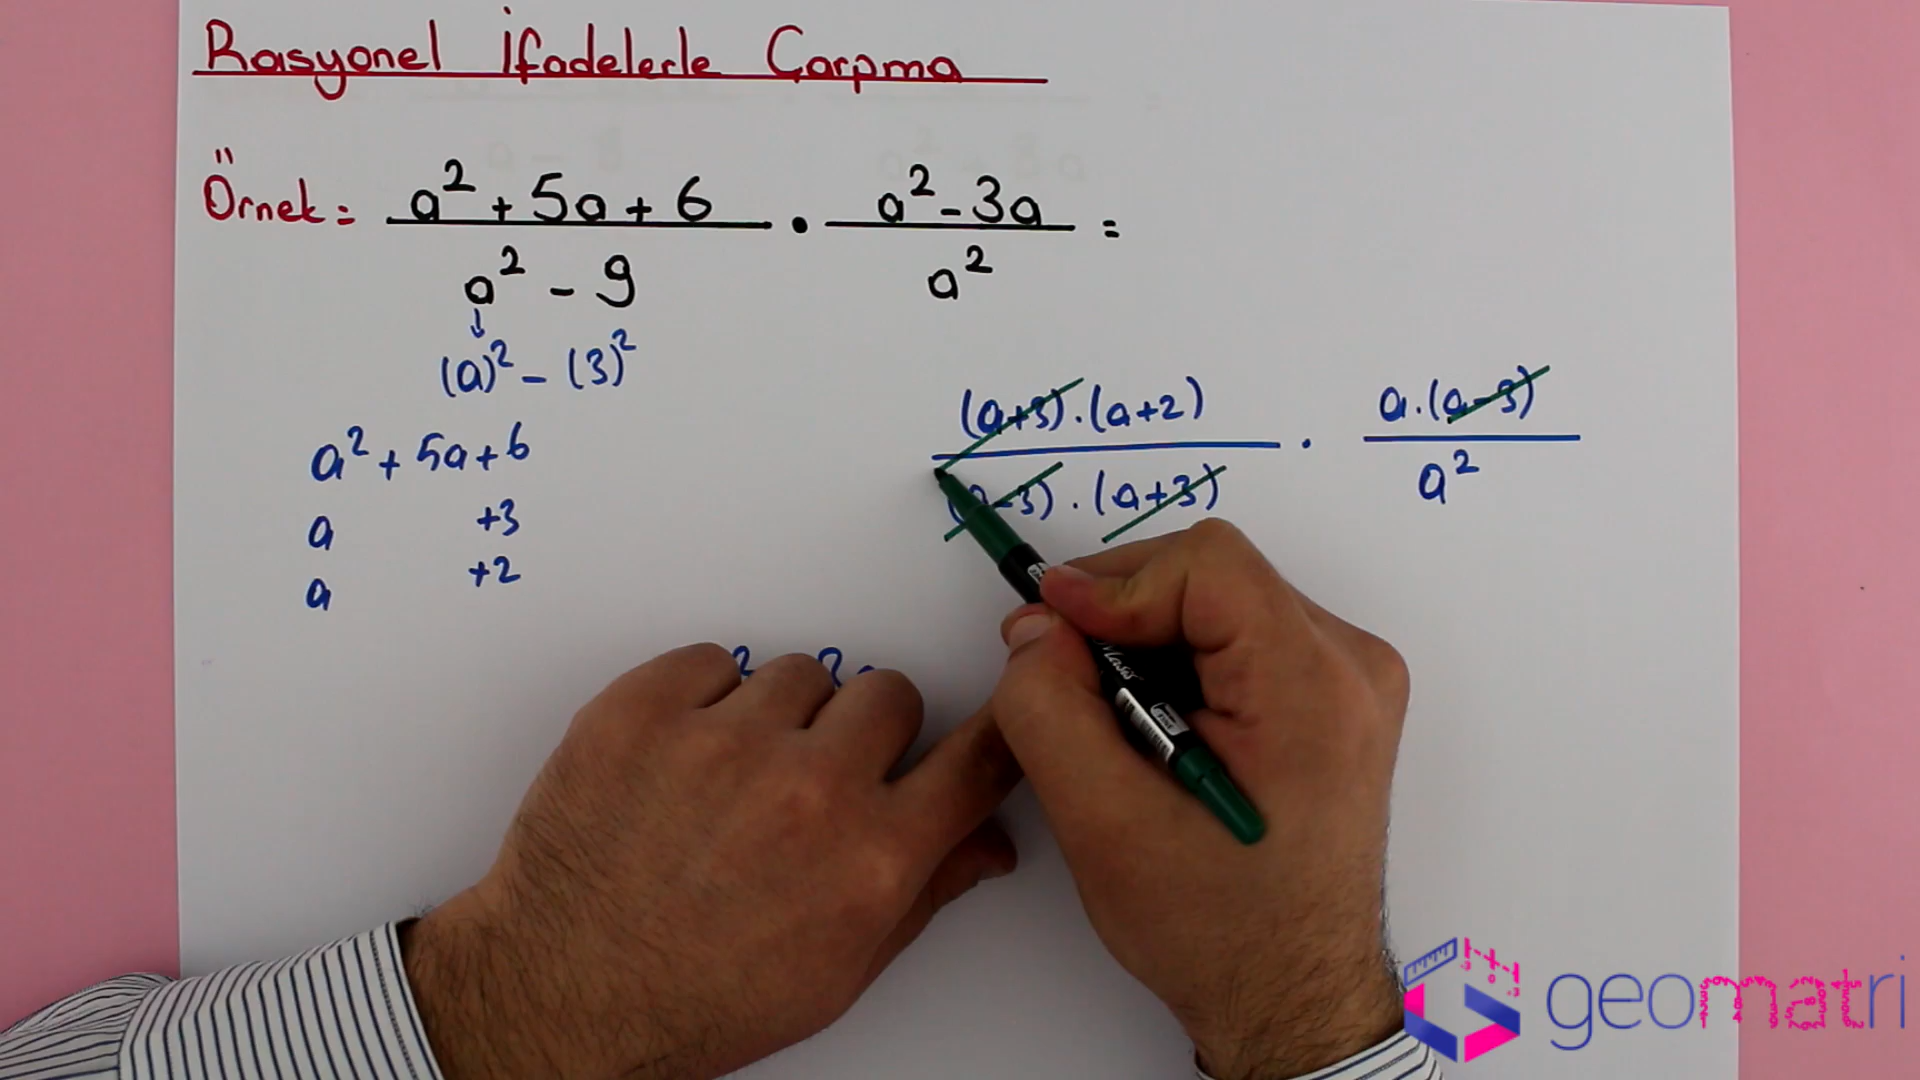 Rasyonel İfadelerle Çarpma
Örnek = a² + 5a + 6 / a² - 9 · a² - 3a / a² =
(a)² - (3)²
a² + 5a + 6
a +3
a +2
(a+3) . (a+2) / (a-3) . (a+3) . a . (a-3) / a²
Masis
geomatri